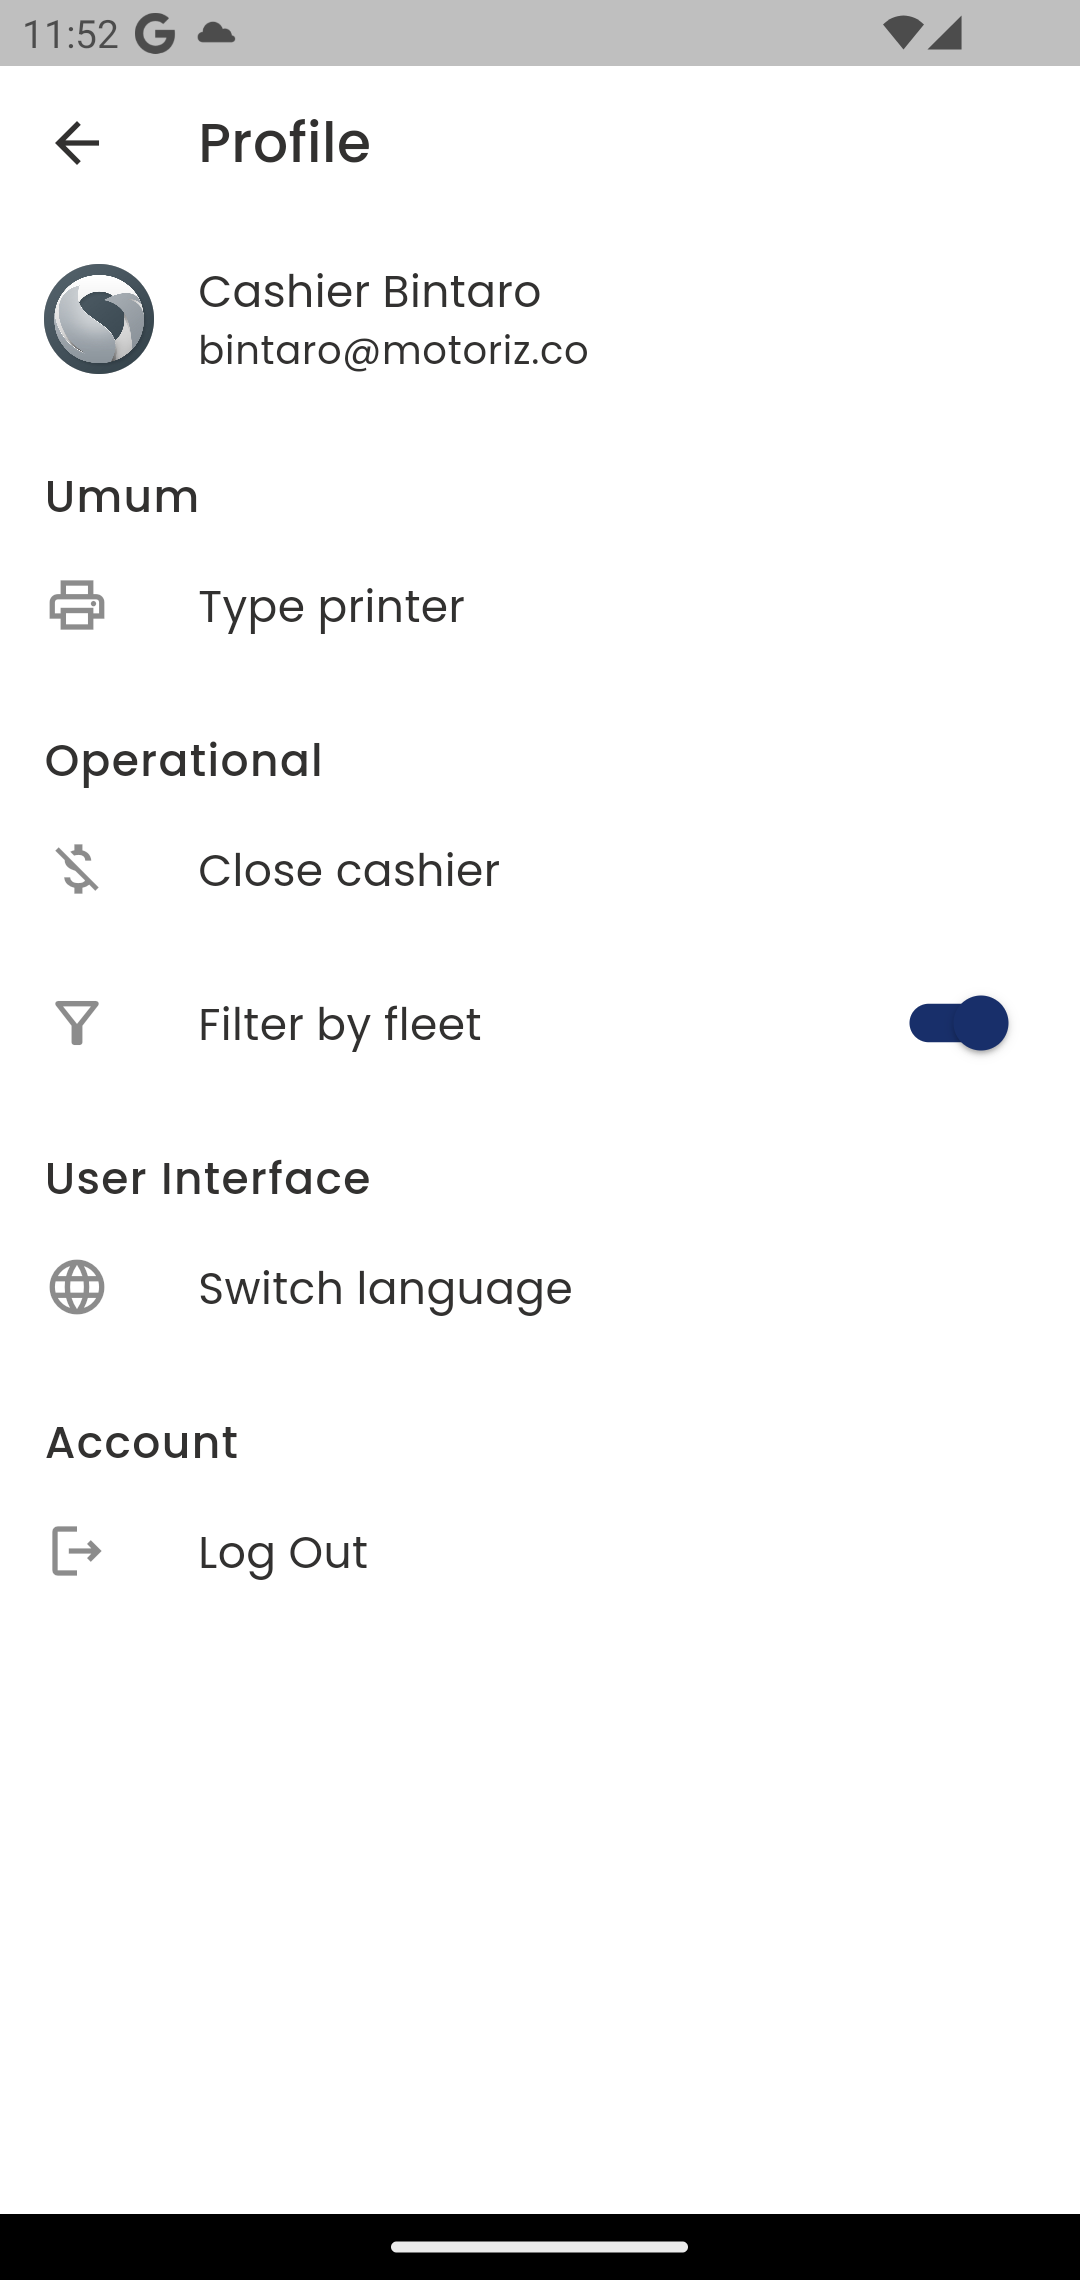 11:52
Profile
Cashier Bintaro
bintaro@motoriz.co
Umum
Type printer
Operational
Close cashier
Filter by fleet
User Interface
Switch language
Account
Log Out